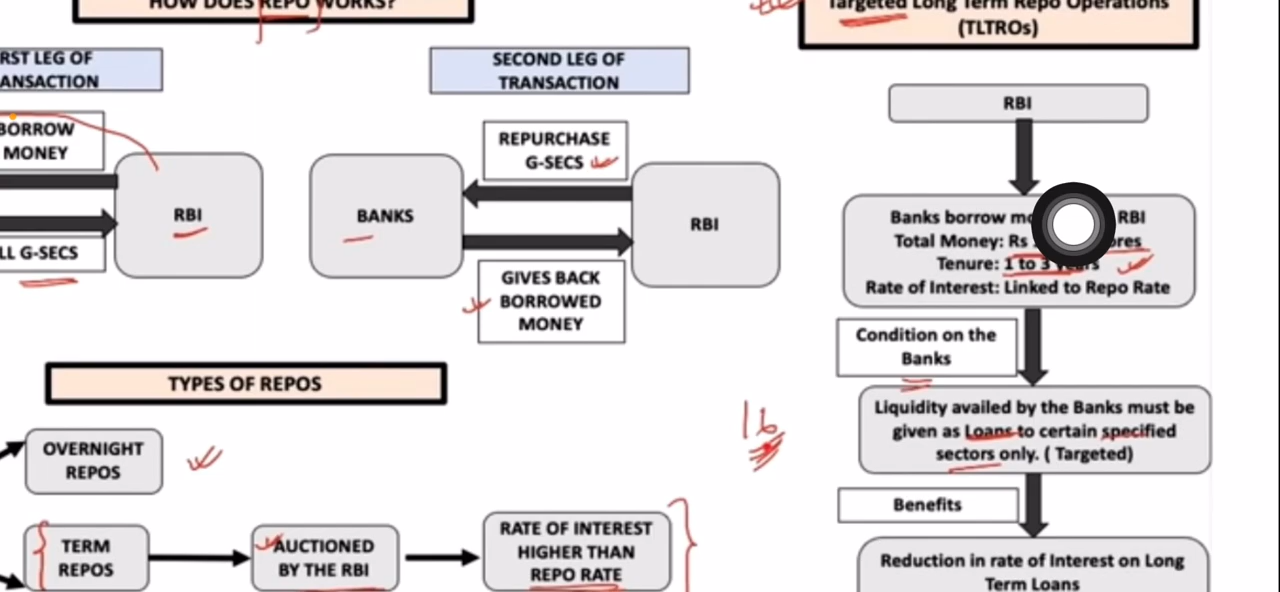 HOW DOES REPO WORKS?
RST LEG OF
ANSACTION
BORROW
MONEY
RBI
LL G-SECS
SECOND LEG OF
TRANSACTION
REPURCHASE
G-SECS
BANKS
RBI
GIVES BACK
BORROWED
MONEY
TYPES OF REPOS
OVERNIGHT
REPOS
TERM
REPOS
AUCTIONED
BY THE RBI
RATE OF INTEREST
HIGHER THAN
REPO RATE
16
Targeted Long Term Repo Operations
(TLTROs)
RBI
Banks borrow RBI
Total Money: Rs
Tenure: 1 to 3
Rate of Interest: Linked to Repo Rate
Condition on the
Banks
Liquidity availed by the Banks must be
given as Loans to certain specified
sectors only. ( Targeted)
Benefits
Reduction in rate of Interest on Long
Term Loans